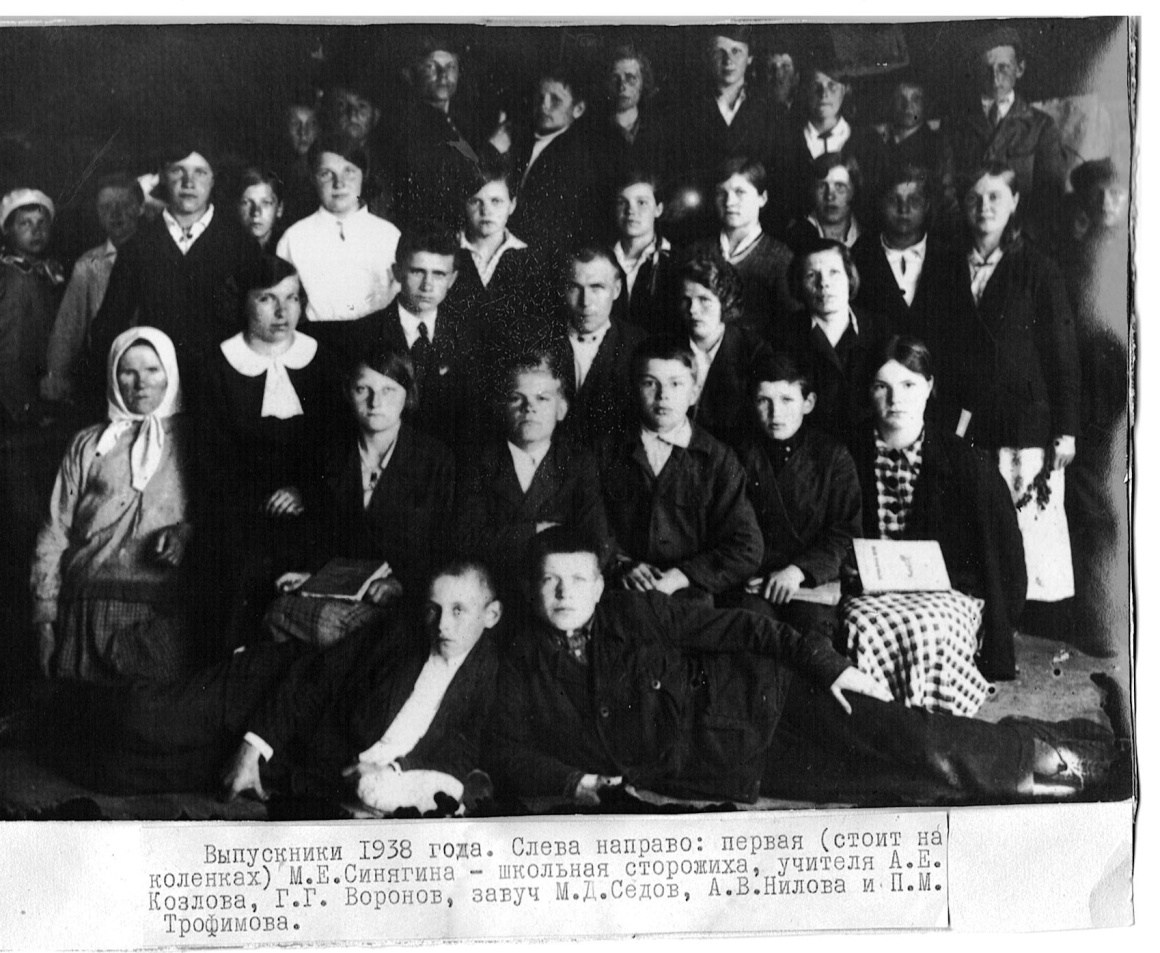 Выпускники 1938 года. Слева направо: первая (стоит на
коленках) М.Е.Синягина - школьная сторожиха, учителя А.Е.
Козлова, Г.Г. Воронов, завуч М.Д.Седов, А.В.Нилова и П.М.
Трофимова.